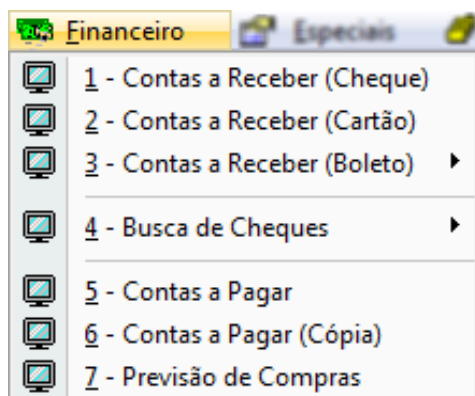 Financeiro Especiais
1 - Contas a Receber (Cheque)
2 - Contas a Receber (Cartão)
3 - Contas a Receber (Boleto)
4 - Busca de Cheques
5 - Contas a Pagar
6 - Contas a Pagar (Cópia)
7 - Previsão de Compras